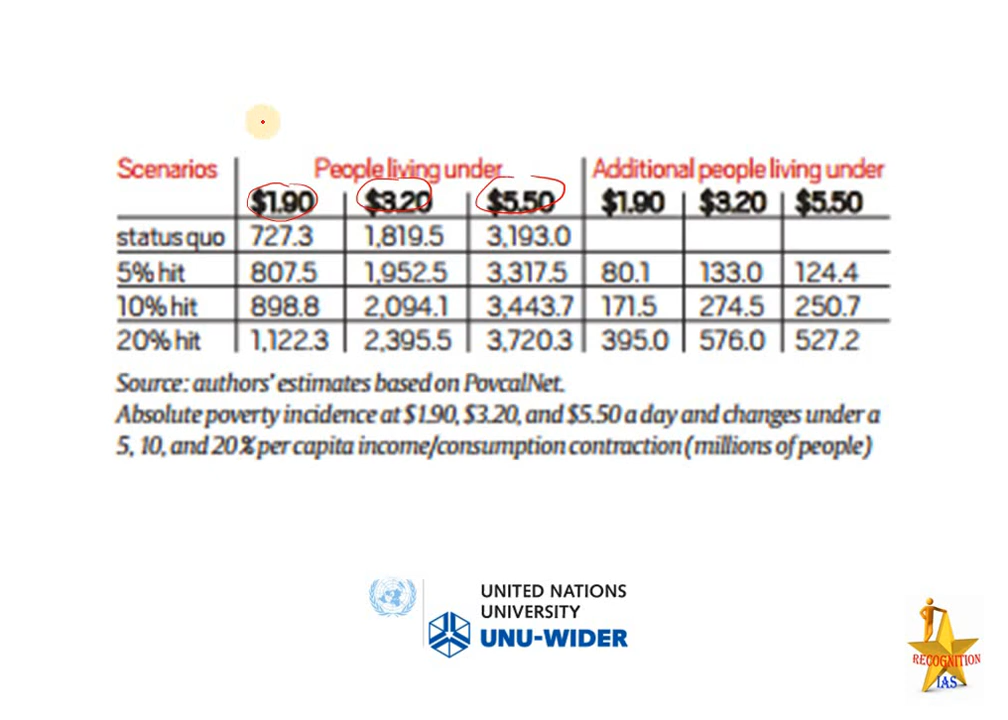 Scenarios People living under Additional people living under
$1.90 $3.20 $5.50 $1.90 $3.20 $5.50
status quo 727.3 1,819.5 3,193.0
5% hit 807.5 1,952.5 3,317.5 80.1 133.0 124.4
10% hit 898.8 2,094.1 3,443.7 171.5 274.5 250.7
20% hit 1,122.3 2,395.5 3,720.3 395.0 576.0 527.2
Source: authors' estimates based on PovcalNet.
Absolute poverty incidence at $1.90, $3.20, and $5.50 a day and changes under a
5, 10, and 20% per capita income/consumption contraction (millions of people)
UNITED NATIONS
UNIVERSITY
UNU-WIDER
RECOGNITION
IAS